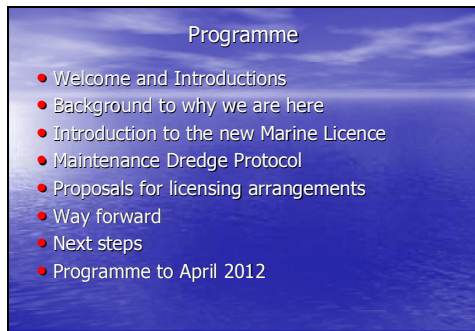 Programme
• Welcome and Introductions
• Background to why we are here
• Introduction to the new Marine Licence
• Maintenance Dredge Protocol
• Proposals for licensing arrangements
• Way forward
• Next steps
• Programme to April 2012